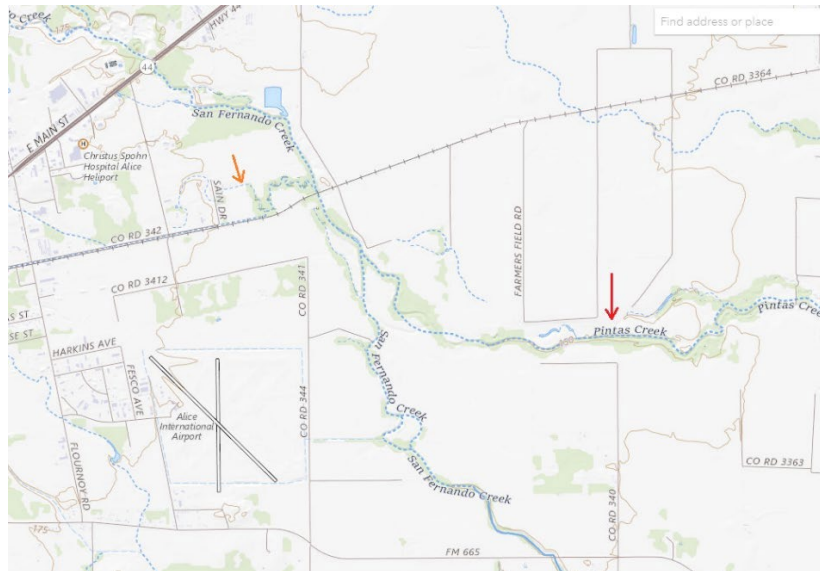 Creek
175
HWY 44
Find address or place
44
CO RD 3364
E MAIN ST
San Fernando Creek
H
Christus Spohn
Hospital Alice
Heliport
SAIN DR
CO RD 342
FARMERS FIELD RD
CO RD 3412
CO RD 341
Pintas Creek
Pintas Cree
AS ST
SE ST
HARKINS AVE
San Fernando Creek
FESCO AVE
CO RD 344
Alice
International
Airport
FLOURNOY RD
San Fernando Creek
CO RD 3363
CO RD 340
175
FM 665